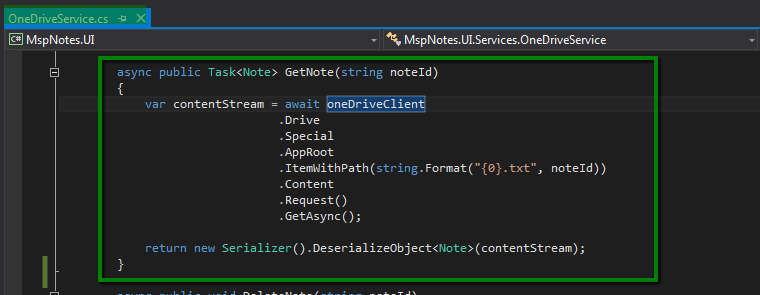 OneDriveService.cs
MspNotes.UI
MspNotes.UI.Services.OneDriveService
async public Task<Note> GetNote(string noteId)
{
var contentStream = await oneDriveClient
.Drive
.Special
.AppRoot
.ItemWithPath(string.Format("{0}.txt", noteId))
.Content
.Request()
.GetAsync();
return new Serializer().DeserializeObject<Note>(contentStream);
}
async public void DeleteNote(string noteId)